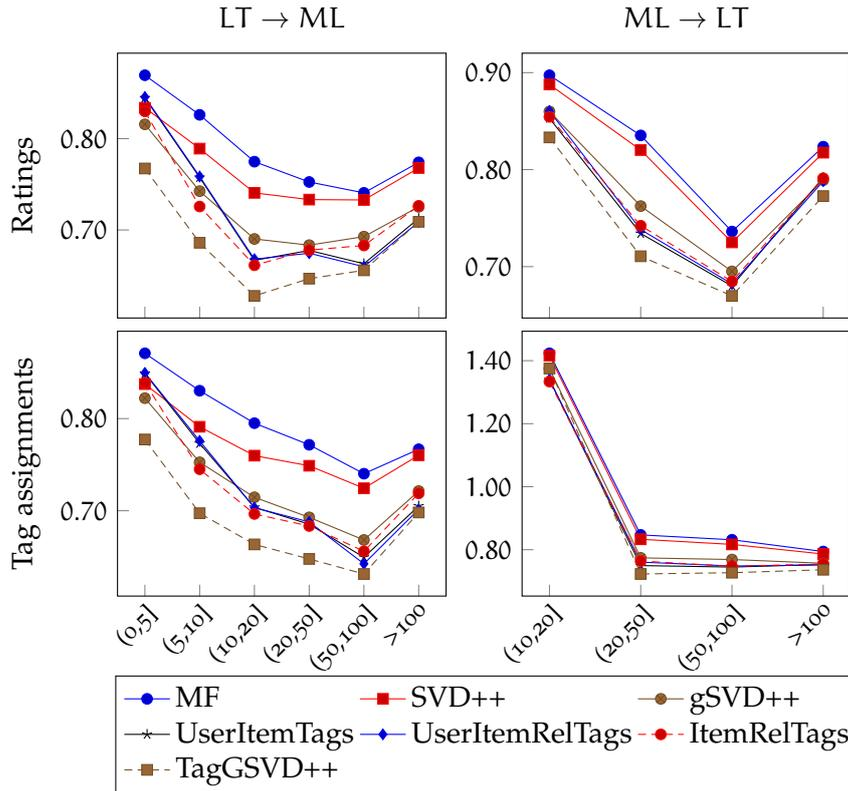 LT → ML
ML → LT
Ratings
0.80
0.70
0.90
0.80
0.70
Tag assignments
0.80
0.70
1.40
1.20
1.00
0.80
(0,5]
(5,10]
(10,20]
(20,50]
(50,100]
>100
(10,20]
(20,50]
(50,100]
>100
MF
SVD++
gSVD++
UserItemTags
UserItemRelTags
ItemRelTags
TagGSVD++